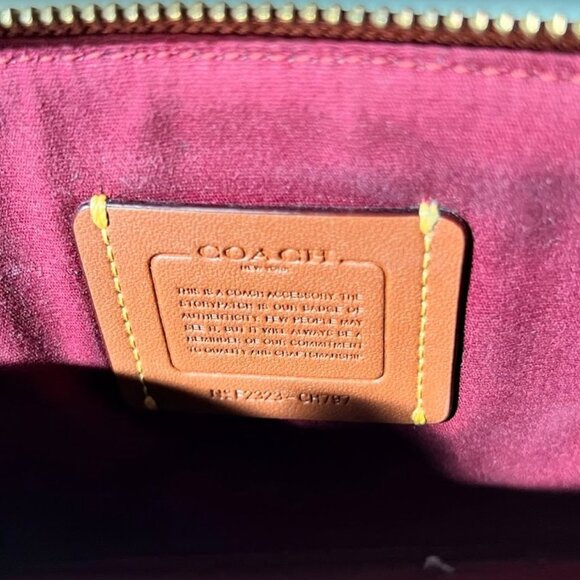 COACH
NEW YORK
THIS IS A COACH ACCESSORY. THE
STORYPATCH IS OUR BADGE OF
AUTHENTICITY. FEW PEOPLE MAY
SEE IT, BUT IT WILL ALWAYS BE A
REMINDER OF OUR COMMITMENT
TO QUALITY AND CRAFTSMANSHIP.